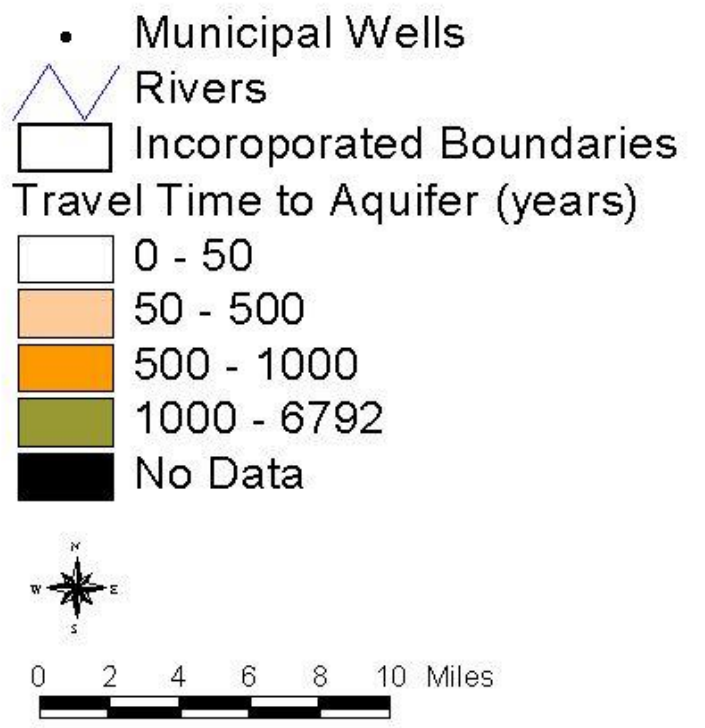 Municipal Wells
Rivers
Incoroporated Boundaries
Travel Time to Aquifer (years)
0 - 50
50 - 500
500 - 1000
1000 - 6792
No Data
N
W E
S
0 2 4 6 8 10 Miles